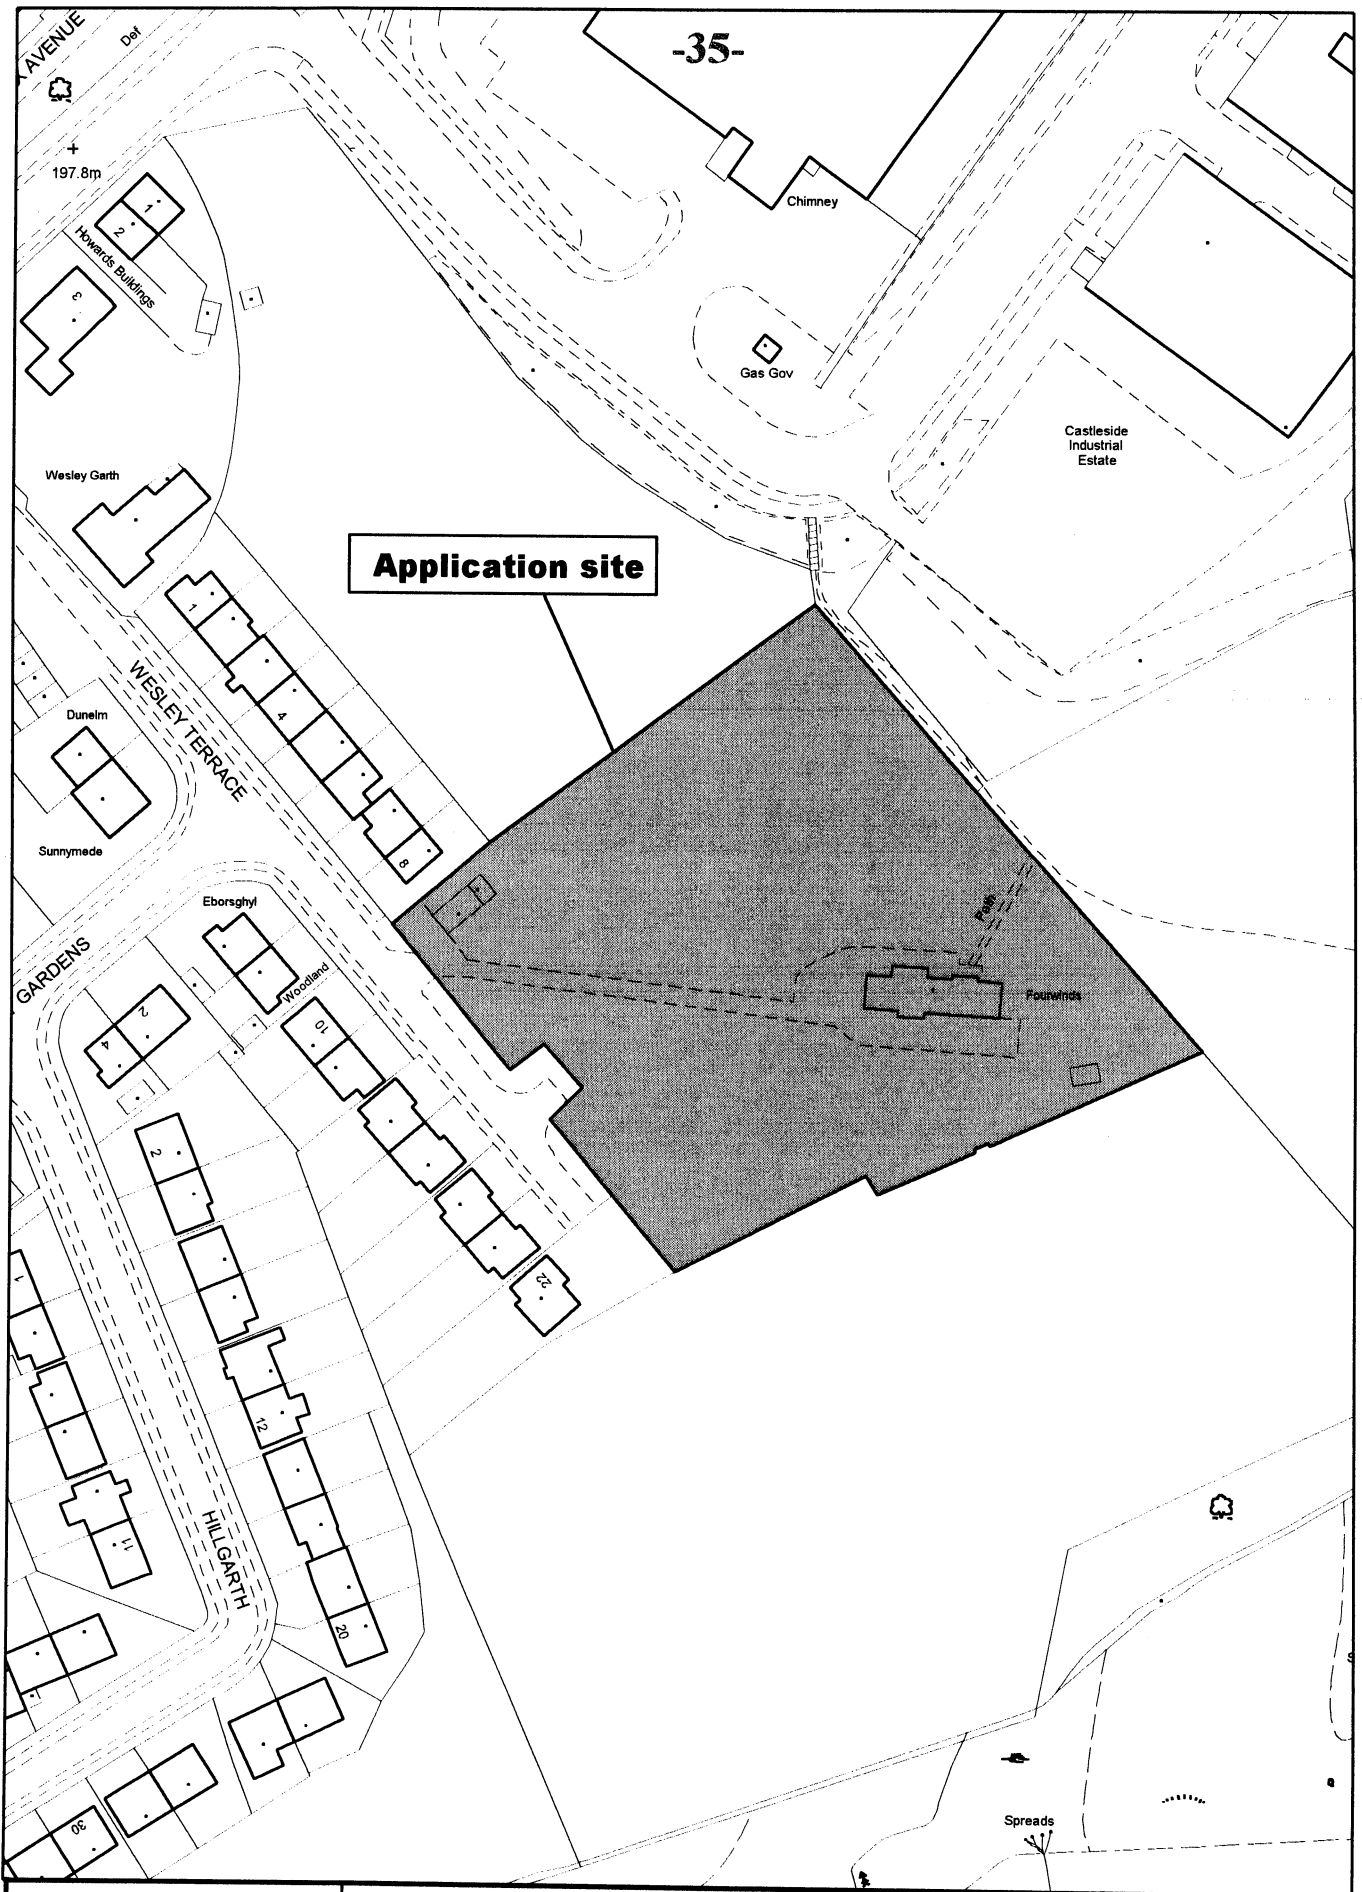 -35-
AVENUE
Def
197.8m
1
2
Howards Buildings
3
Chimney
Gas Gov
Castleside
Industrial
Estate
Wesley Garth
Application site
1
WESLEY TERRACE
4
Dunelm
8
Sunnymede
Eborsghyl
Woodland
GARDENS
Path
Fourwinds
2
4
10
2
22
1
12
11
HILLGARTH
20
30
Spreads